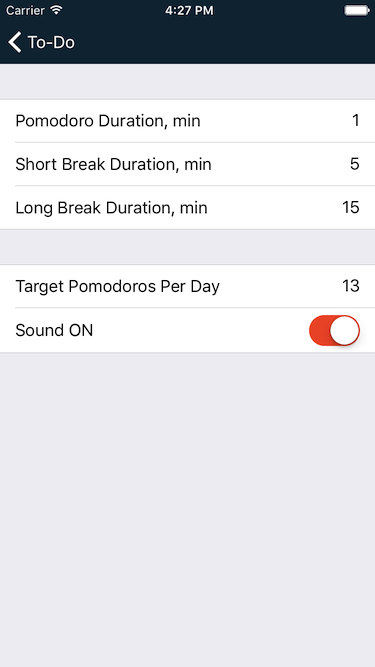 Carrier 4:27 PM
To-Do
Pomodoro Duration, min 1
Short Break Duration, min 5
Long Break Duration, min 15
Target Pomodoros Per Day 13
Sound ON